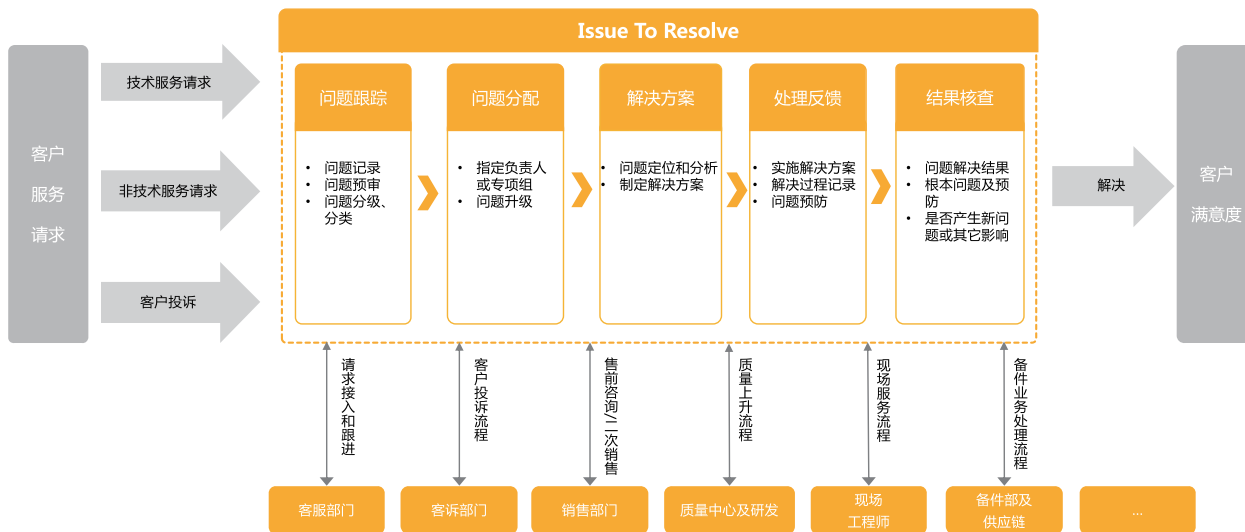 Issue To Resolve
客户
服务
请求
技术服务请求
非技术服务请求
客户投诉
问题跟踪
• 问题记录
• 问题预审
• 问题分级、
分类
问题分配
• 指定负责人
或专项组
• 问题升级
解决方案
• 问题定位和分析
• 制定解决方案
处理反馈
• 实施解决方案
• 解决过程记录
• 问题预防
结果核查
• 问题解决结果
• 根本问题及预
防
• 是否产生新问
题或其它影响
解决
客户
满意度
请求接入和跟进
客户投诉流程
售前咨询/二次销售
质量上升流程
现场服务流程
备件业务处理流程
客服部门
客诉部门
销售部门
质量中心及研发
现场
工程师
备件部及
供应链
...